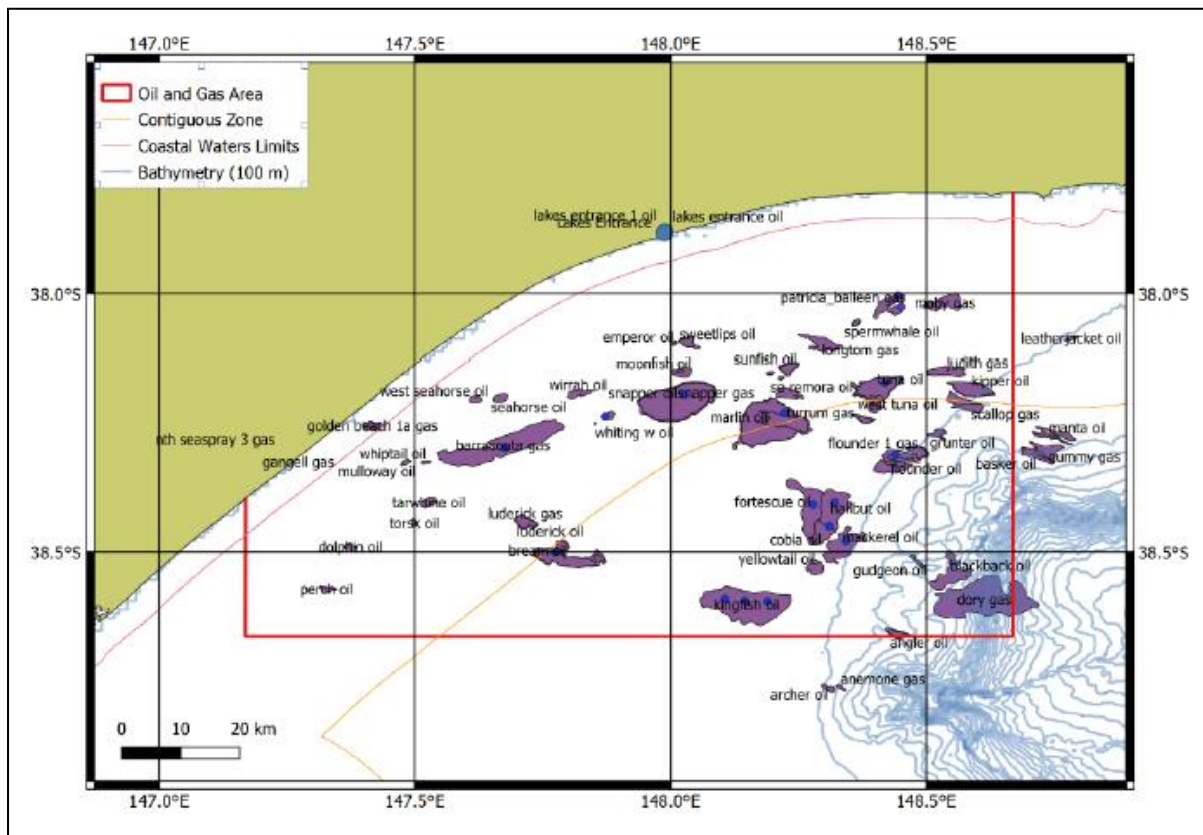 147.0°E 147.5°E 148.0°E 148.5°E
Oil and Gas Area
Contiguous Zone
Coastal Waters Limits
Bathymetry (100 m)
lakes entrance 1 oil
Lakes Entrance
lakes entrance oil
38.0°S
38.0°S
patricia_balleen gas
moby gas
spermwhale oil
leatherjacket oil
emperor oil
sweetlips oil
longtom gas
moonfish oil
sunfish oil
judith gas
west seahorse oil
wirrah oil
snapper oil
snapper gas
remora oil
tuna oil
kipper oil
seahorse oil
marlin oil
turrum gas
west tuna oil
scallop gas
golden beach 1a gas
whiting w oil
manta oil
nth seaspray 3 gas
barracouta gas
flounder 1 gas
grunter oil
gangell gas
whiptail oil
mulloway oil
flounder oil
basker oil
gummy gas
tarwhine oil
fortescue oil
halibut oil
torsk oil
luderick gas
luderick oil
cobia oil
mackerel oil
38.5°S
38.5°S
dolphin oil
bream oil
yellowtail oil
gudgeon oil
blackback oil
perch oil
kingfish oil
dory gas
angler oil
archer oil
anemone gas
0 10 20 km
147.0°E 147.5°E 148.0°E 148.5°E